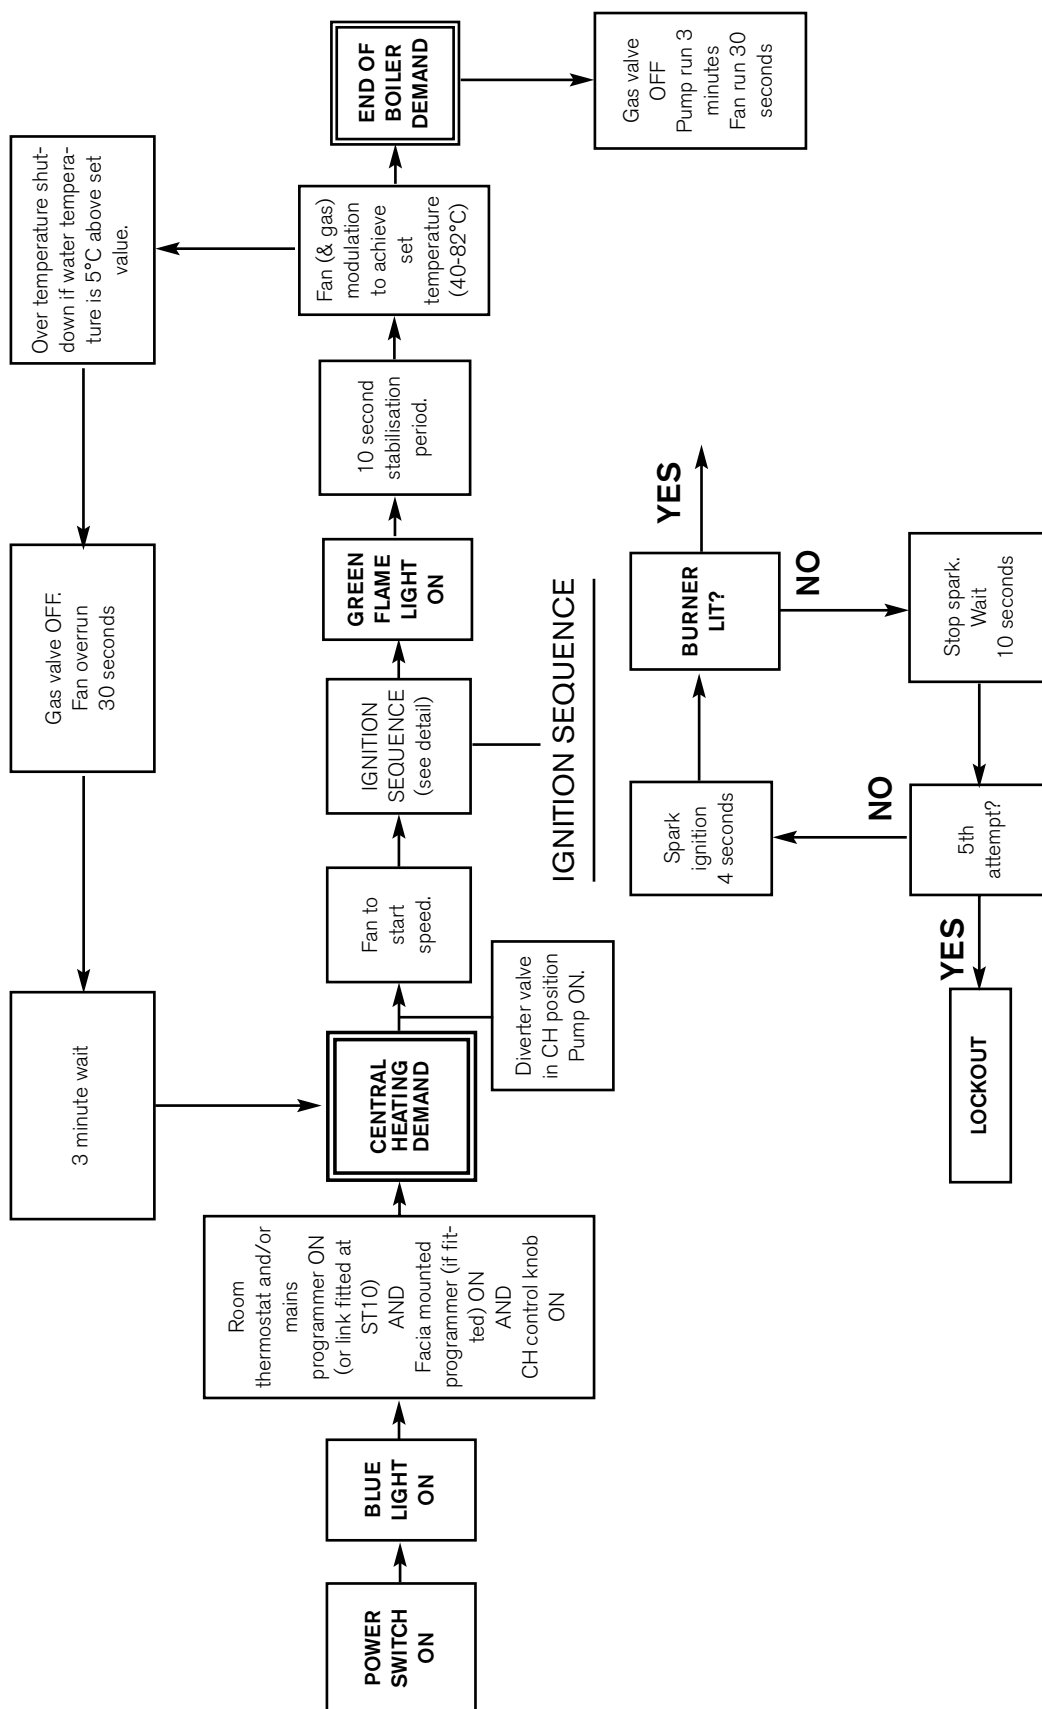 3 minute wait
Gas valve OFF.
Fan overrun
30 seconds
Over temperature shut-
down if water tempera-
ture is 5°C above set
value.
POWER
SWITCH
ON
BLUE
LIGHT
ON
Room
thermostat and/or
mains
programmer ON
(or link fitted at
ST10)
AND
Facia mounted
programmer (if fit-
ted) ON
AND
CH control knob
ON
CENTRAL
HEATING
DEMAND
Diverter valve
in CH position
Pump ON.
Fan to
start
speed.
IGNITION
SEQUENCE
(see detail)
GREEN
FLAME
LIGHT
ON
10 second
stabilisation
period.
Fan (& gas)
modulation
to achieve
set
temperature
(40-82°C)
END OF
BOILER
DEMAND
Gas valve
OFF
Pump run 3
minutes
Fan run 30
seconds
IGNITION SEQUENCE
Spark
ignition
4 seconds
BURNER
LIT?
YES
NO
Stop spark.
Wait
10 seconds
NO
5th
attempt?
YES
LOCKOUT